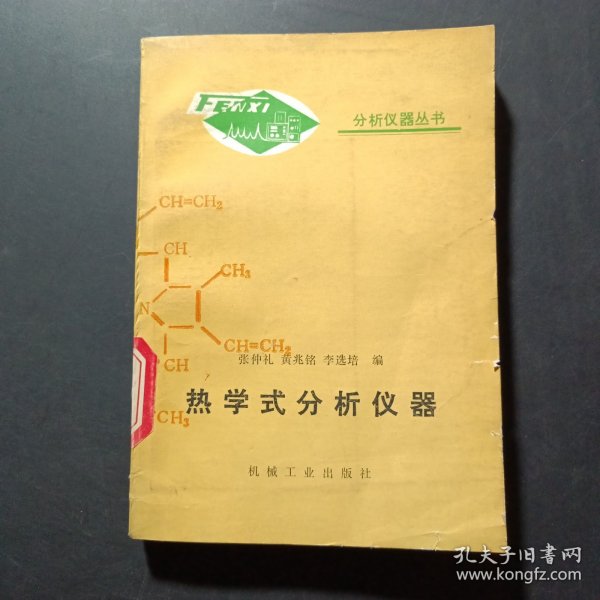 FENXI
分析仪器丛书
CH=CH₂
CH
CH₃
N
CH=CH₂
CH
张仲礼 黄兆铭 李选培 编
CH₃
热学式分析仪器
机械工业出版社
孔夫子旧书网
www.kongfz.com